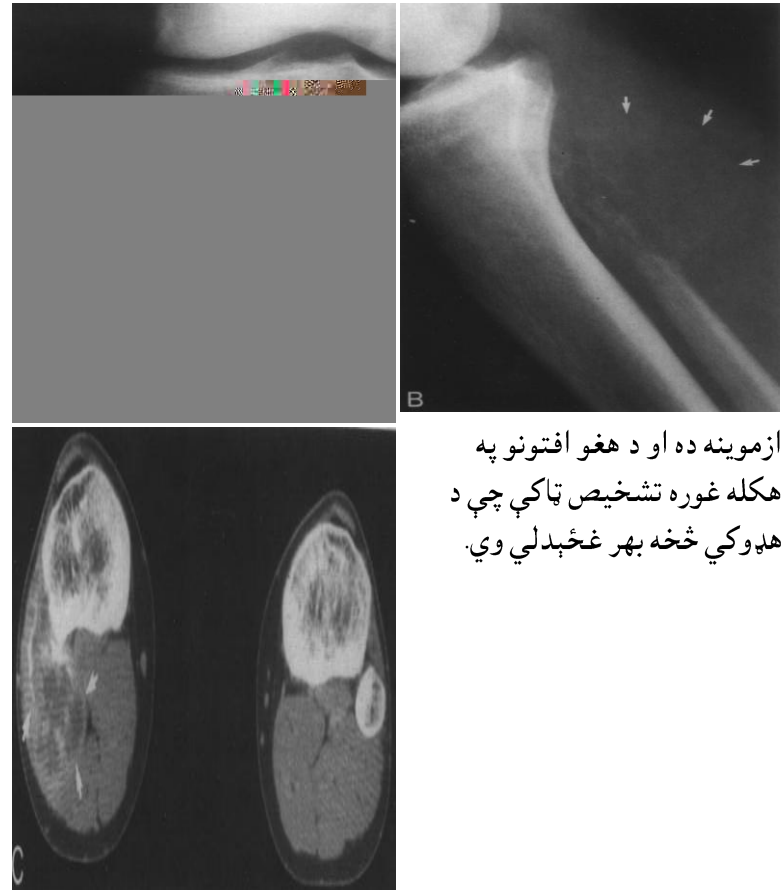 B
ازموینه ده او د هغو افتونو په
هکله غوره تشخیص ټاکي چې د
هډوکي څخه بهر غځېدلي وي.
C